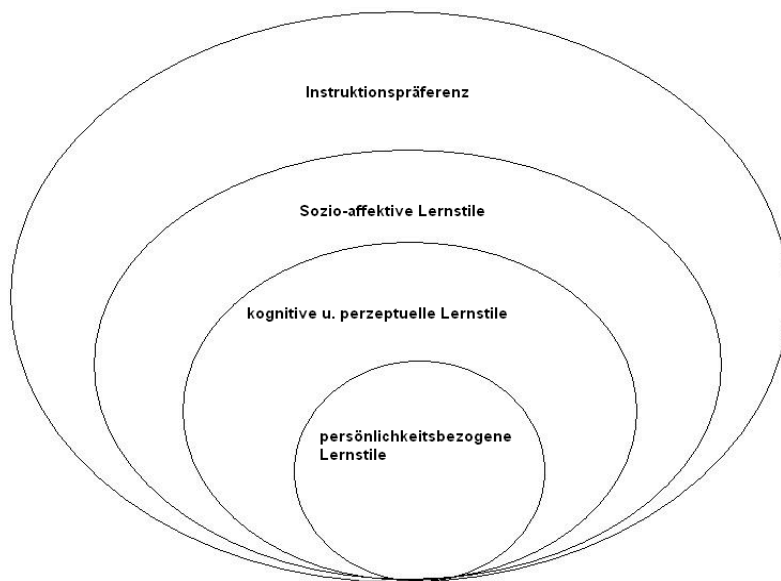 Instruktionspräferenz
Sozio-affektive Lernstile
kognitive u. perzeptuelle Lernstile
persönlichkeitsbezogene
Lernstile